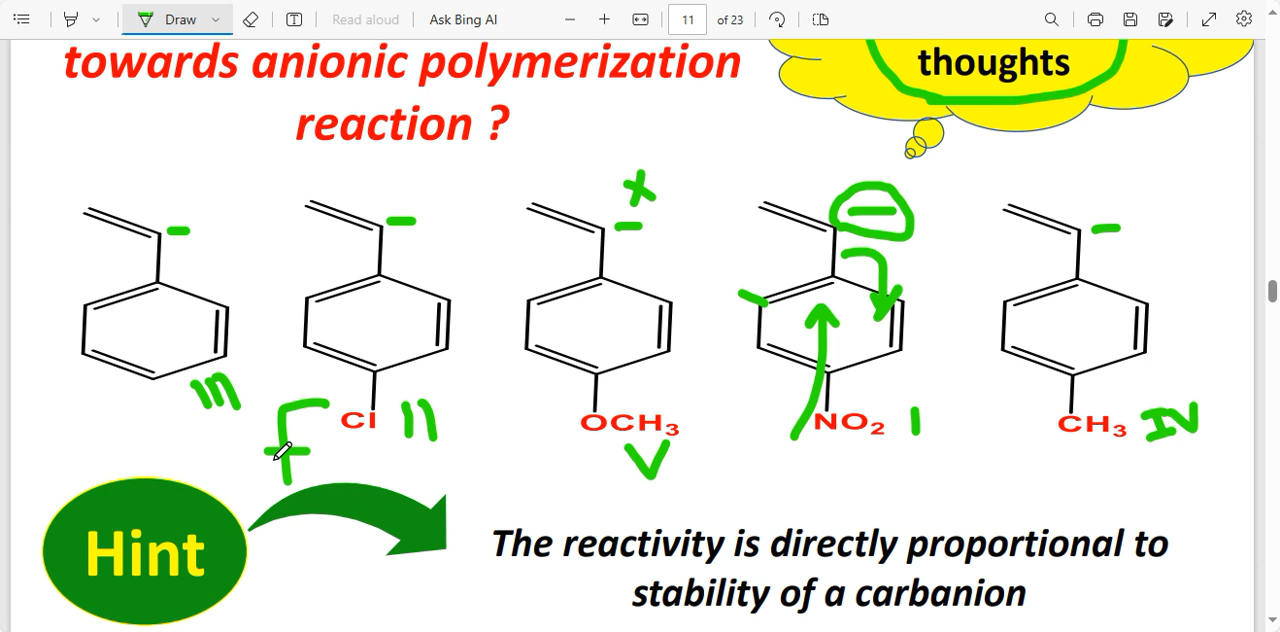 Draw
Read aloud
Ask Bing AI
11 of 23
towards anionic polymerization
reaction ?
thoughts
III
F
Cl
II
OCH3
V
NO2
I
CH3
IV
Hint
The reactivity is directly proportional to
stability of a carbanion